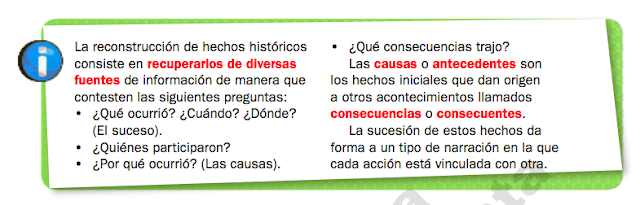 La reconstrucción de hechos históricos
consiste en recuperarlos de diversas
fuentes de información de manera que
contesten las siguientes preguntas:
• ¿Qué ocurrió? ¿Cuándo? ¿Dónde?
(El suceso).
• ¿Quiénes participaron?
• ¿Por qué ocurrió? (Las causas).
• ¿Qué consecuencias trajo?
Las causas o antecedentes son
los hechos iniciales que dan origen
a otros acontecimientos llamados
consecuencias o consecuentes.
La sucesión de estos hechos da
forma a un tipo de narración en la que
cada acción está vinculada con otra.